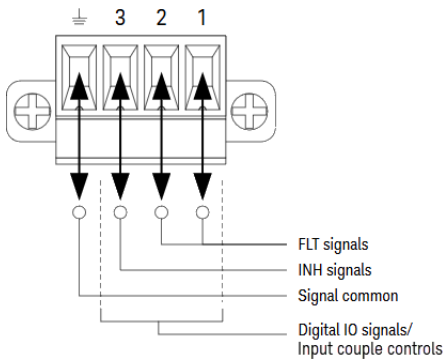 ⏚ 3 2 1
FLT signals
INH signals
Signal common
Digital IO signals/
Input couple controls